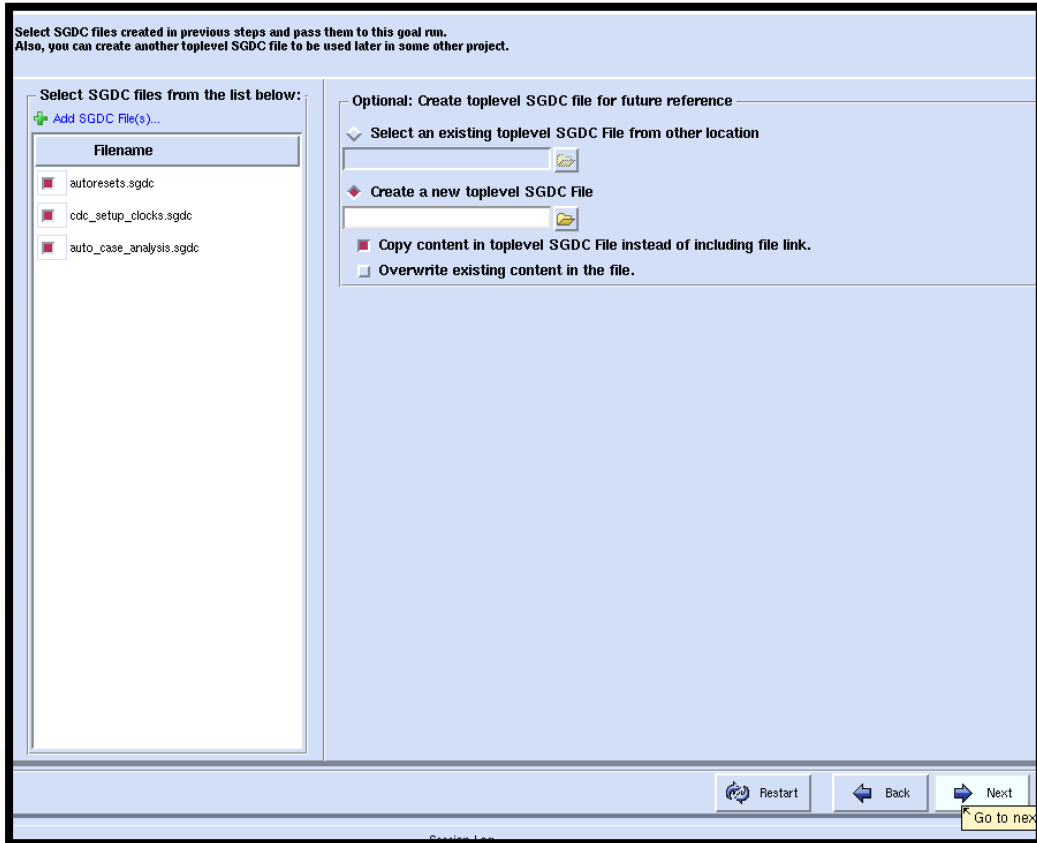 Select SGDC files created in previous steps and pass them to this goal run.
Also, you can create another toplevel SGDC file to be used later in some other project.
Select SGDC files from the list below:
Add SGDC File(s)...
Filename
autoresets.sgdc
cdc_setup_clocks.sgdc
auto_case_analysis.sgdc
Optional: Create toplevel SGDC file for future reference
Select an existing toplevel SGDC File from other location
Create a new toplevel SGDC File
Copy content in toplevel SGDC File instead of including file link.
Overwrite existing content in the file.
Restart
Back
Next
Go to nex